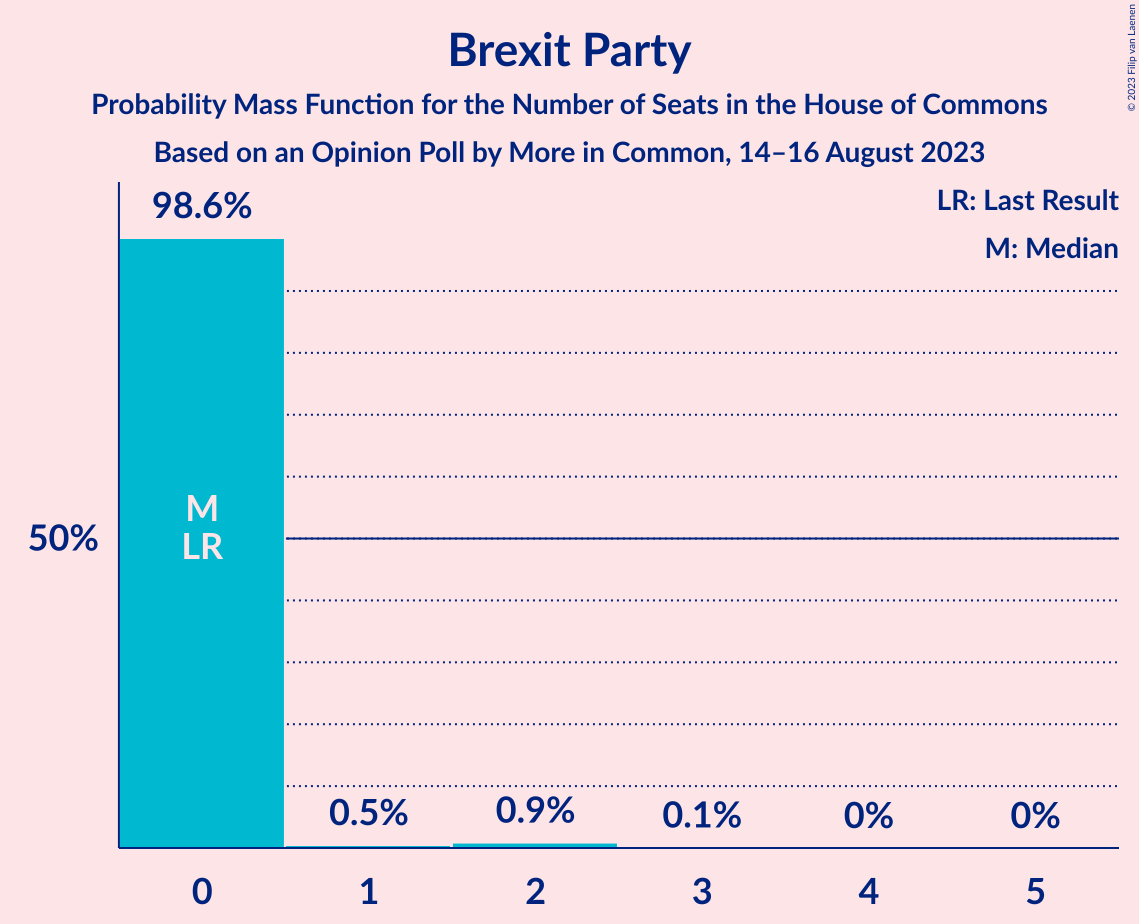 Brexit Party
Probability Mass Function for the Number of Seats in the House of Commons
Based on an Opinion Poll by More in Common, 14–16 August 2023
© 2023 Filip van Laenen
LR: Last Result
M: Median
98.6%
M
LR
50%
0.5%
0.9%
0.1%
0%
0%
0
1
2
3
4
5